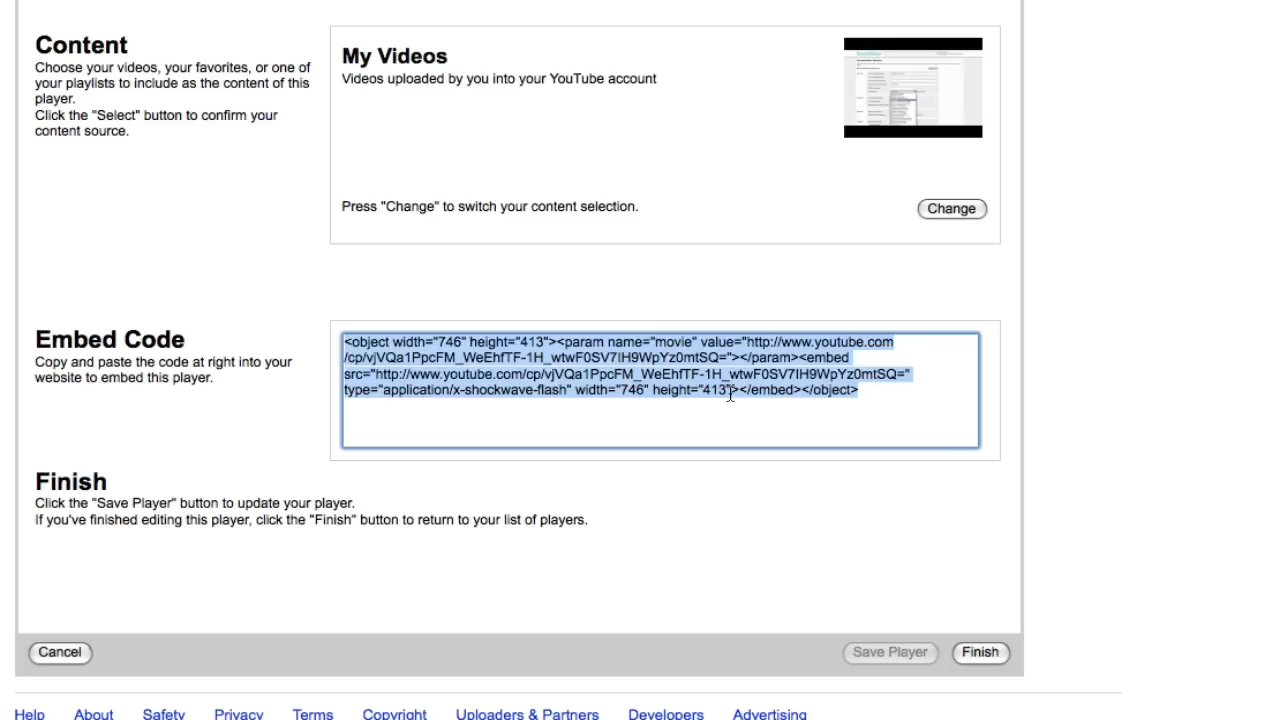 Content
Choose your videos, your favorites, or one of
your playlists to include as the content of this
player.
Click the "Select" button to confirm your
content source.
My Videos
Videos uploaded by you into your YouTube account
Press "Change" to switch your content selection.
Change
Embed Code
Copy and paste the code at right into your
website to embed this player.
<object width="746" height="413"><param name="movie" value="http://www.youtube.com
/cp/vjVQa1PpcFM_WeEhfTF-1H_wtwF0SV7IH9WpYz0mtSQ="></param><embed
src="http://www.youtube.com/cp/vjVQa1PpcFM_WeEhfTF-1H_wtwF0SV7IH9WpYz0mtSQ="
type="application/x-shockwave-flash" width="746" height="413"></embed></object>
Finish
Click the "Save Player" button to update your player.
If you've finished editing this player, click the "Finish" button to return to your list of players.
Cancel
Save Player
Finish
Help About Safety Privacy Terms Copyright Uploaders & Partners Developers Advertising